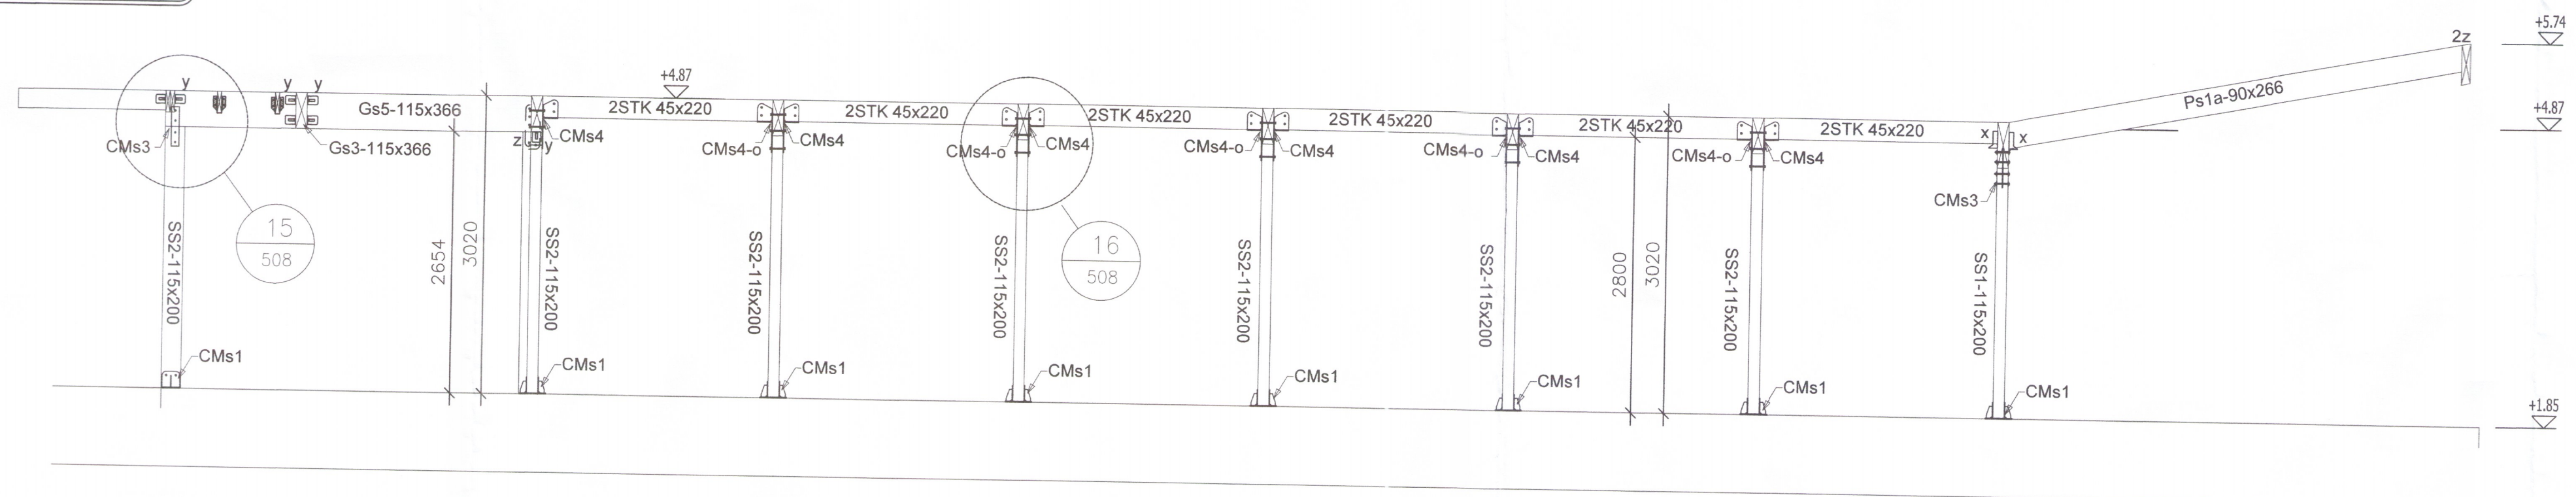 +5.74
2z
+4.87
Ps1a-90x266
+4.87
+1.85
y
y
y
Gs5-115x366
Gs3-115x366
CMs3
15
508
SS2-115x200
CMs1
2654
3020
z
y
CMs4
SS2-115x200
CMs1
2STK 45x220
CMs4-o
CMs4
SS2-115x200
CMs1
2STK 45x220
CMs4-o
CMs4
16
508
SS2-115x200
CMs1
2STK 45x220
CMs4-o
CMs4
SS2-115x200
CMs1
2STK 45x220
CMs4-o
CMs4
SS2-115x200
CMs1
2STK 45x220
2800
3020
CMs4-o
CMs4
SS2-115x200
CMs1
2STK 45x220
x
x
CMs3
SS1-115x200
CMs1